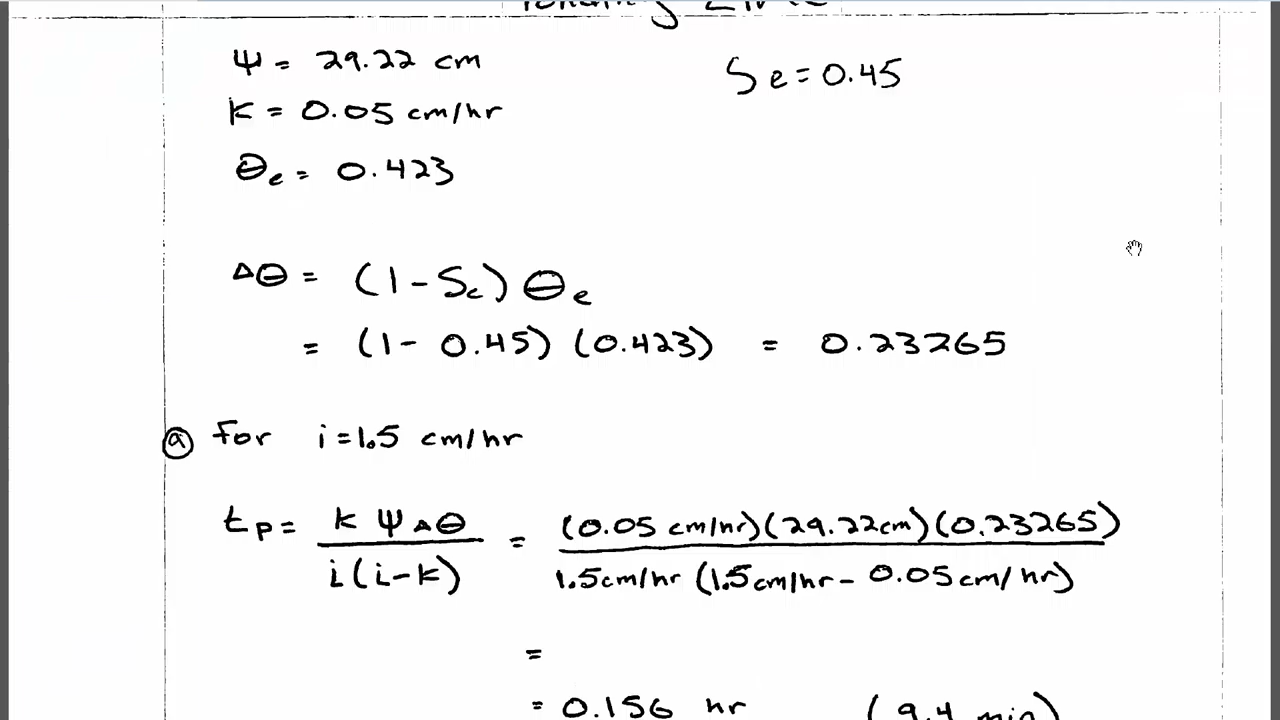 Ψ = 29.22 cm
Se = 0.45
K = 0.05 cm/hr
θe = 0.423
Δθ = (1 - Se) θe
= (1 - 0.45) (0.423) = 0.23265
ⓐ For i = 1.5 cm/hr
tp = K Ψ Δθ / i(i-K) = (0.05 cm/hr)(29.22cm)(0.23265) / 1.5cm/hr (1.5cm/hr - 0.05cm/hr)
=
= 0.156 hr (9.4 min)